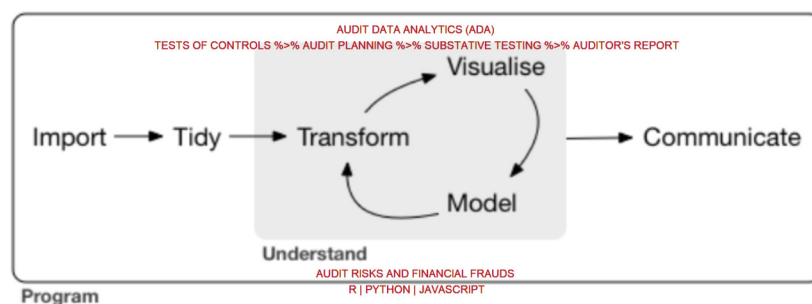 AUDIT DATA ANALYTICS (ADA)
TESTS OF CONTROLS %>% AUDIT PLANNING %>% SUBSTATIVE TESTING %>% AUDITOR'S REPORT
Visualise
Import Tidy Transform Communicate
Model
Understand
AUDIT RISKS AND FINANCIAL FRAUDS
R | PYTHON | JAVASCRIPT
Program